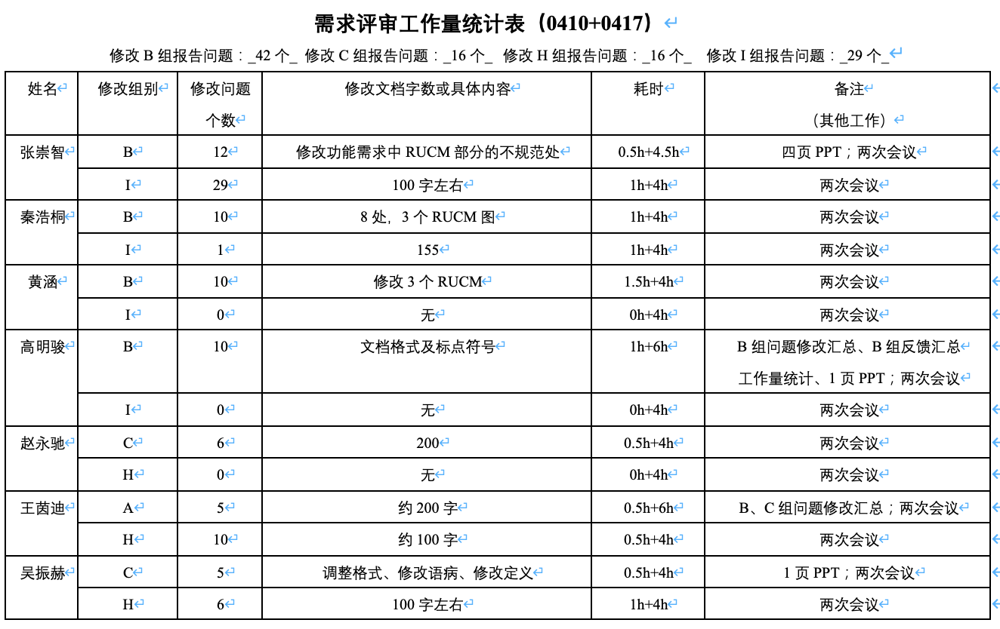 需求评审工作量统计表（0410+0417）
修改 B 组报告问题：_42 个_ 修改 C 组报告问题：_16 个_ 修改 H 组报告问题：_16 个_ 修改 I 组报告问题：_29 个_
姓名 修改组别 修改问题个数 修改文档字数或具体内容 耗时 备注（其他工作）
张崇智 B 12 修改功能需求中 RUCM 部分的不规范处 0.5h+4.5h 四页 PPT；两次会议
I 29 100 字左右 1h+4h 两次会议
秦浩桐 B 10 8 处，3 个 RUCM 图 1h+4h 两次会议
I 1 155 1h+4h 两次会议
黄涵 B 10 修改 3 个 RUCM 1.5h+4h 两次会议
I 0 无 0h+4h 两次会议
高明骏 B 10 文档格式及标点符号 1h+6h B 组问题修改汇总、B 组反馈汇总
工作量统计、1 页 PPT；两次会议
I 0 无 0h+4h 两次会议
赵永驰 C 6 200 0.5h+4h 两次会议
H 0 无 0h+4h 两次会议
王茵迪 A 5 约 200 字 0.5h+6h B、C 组问题修改汇总；两次会议
H 10 约 100 字 0.5h+4h 两次会议
吴振赫 C 5 调整格式、修改语病、修改定义 0.5h+4h 1 页 PPT；两次会议
H 6 100 字左右 1h+4h 两次会议